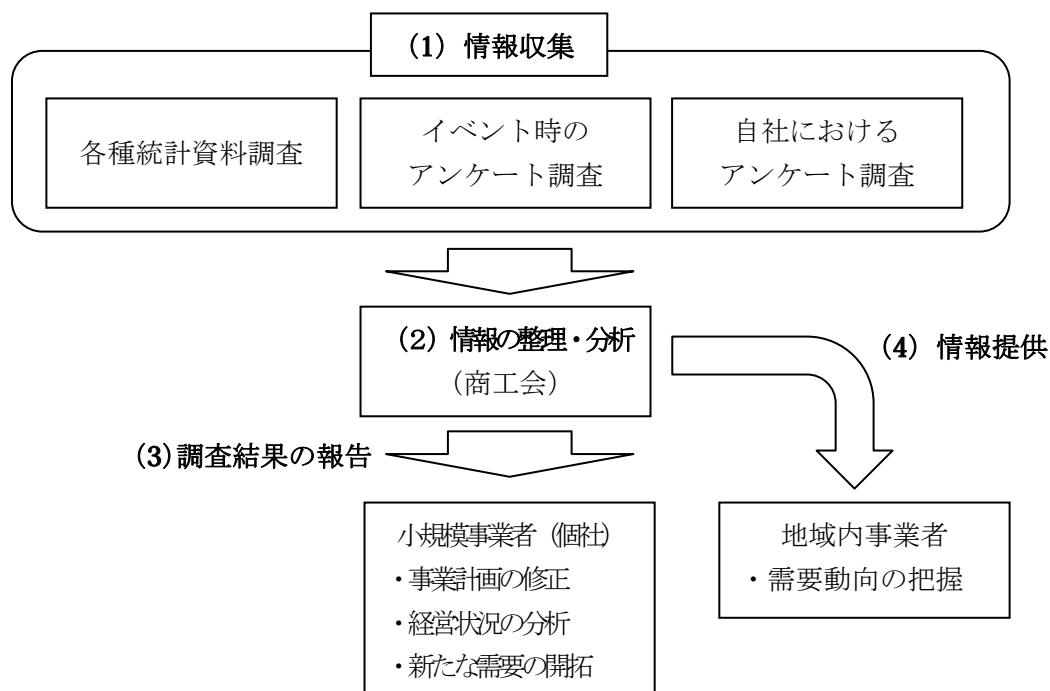 (1) 情報収集
各種統計資料調査
イベント時の
アンケート調査
自社における
アンケート調査
(2) 情報の整理・分析
（商工会）
(4) 情報提供
(3)調査結果の報告
小規模事業者（個社）
・事業計画の修正
・経営状況の分析
・新たな需要の開拓
地域内事業者
・需要動向の把握